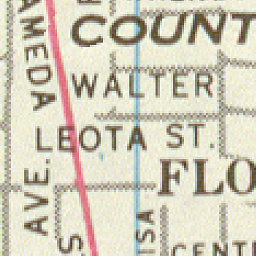 COUNT
WALTER
LEOTA ST.
FLO
AMEDA
AVE.
ISA
CENT